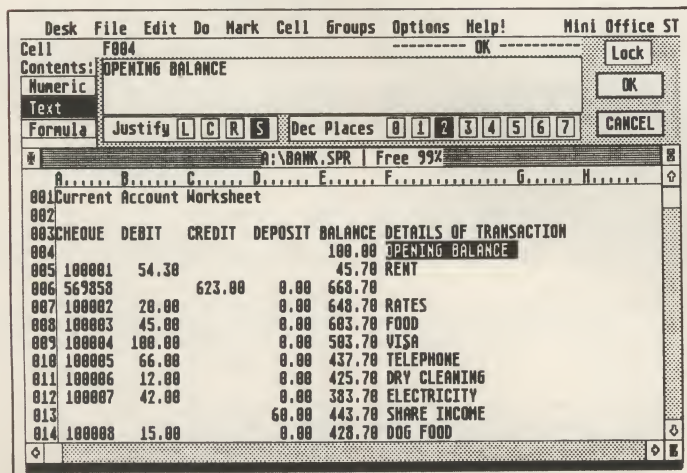 Desk File Edit Do Mark Cell Groups Options Help! Mini Office ST
Cell F004 ---------- OK ---------- Lock
Contents: OPENING BALANCE
Numeric OK
Text
Formula Justify L C R S Dec Places 0 1 2 3 4 5 6 7 CANCEL
A:\BANK.SPR | Free 99%
A...... B...... C...... D...... E...... F.............. G...... H......
001 Current Account Worksheet
002
003 CHEQUE DEBIT CREDIT DEPOSIT BALANCE DETAILS OF TRANSACTION
004 100.00 OPENING BALANCE
005 100001 54.30 45.70 RENT
006 569858 623.00 0.00 668.70
007 100002 20.00 0.00 648.70 RATES
008 100003 45.00 0.00 603.70 FOOD
009 100004 100.00 0.00 503.70 VISA
010 100005 66.00 0.00 437.70 TELEPHONE
011 100006 12.00 0.00 425.70 DRY CLEANING
012 100007 42.00 0.00 383.70 ELECTRICITY
013 60.00 443.70 SHARE INCOME
014 100008 15.00 0.00 428.70 DOG FOOD